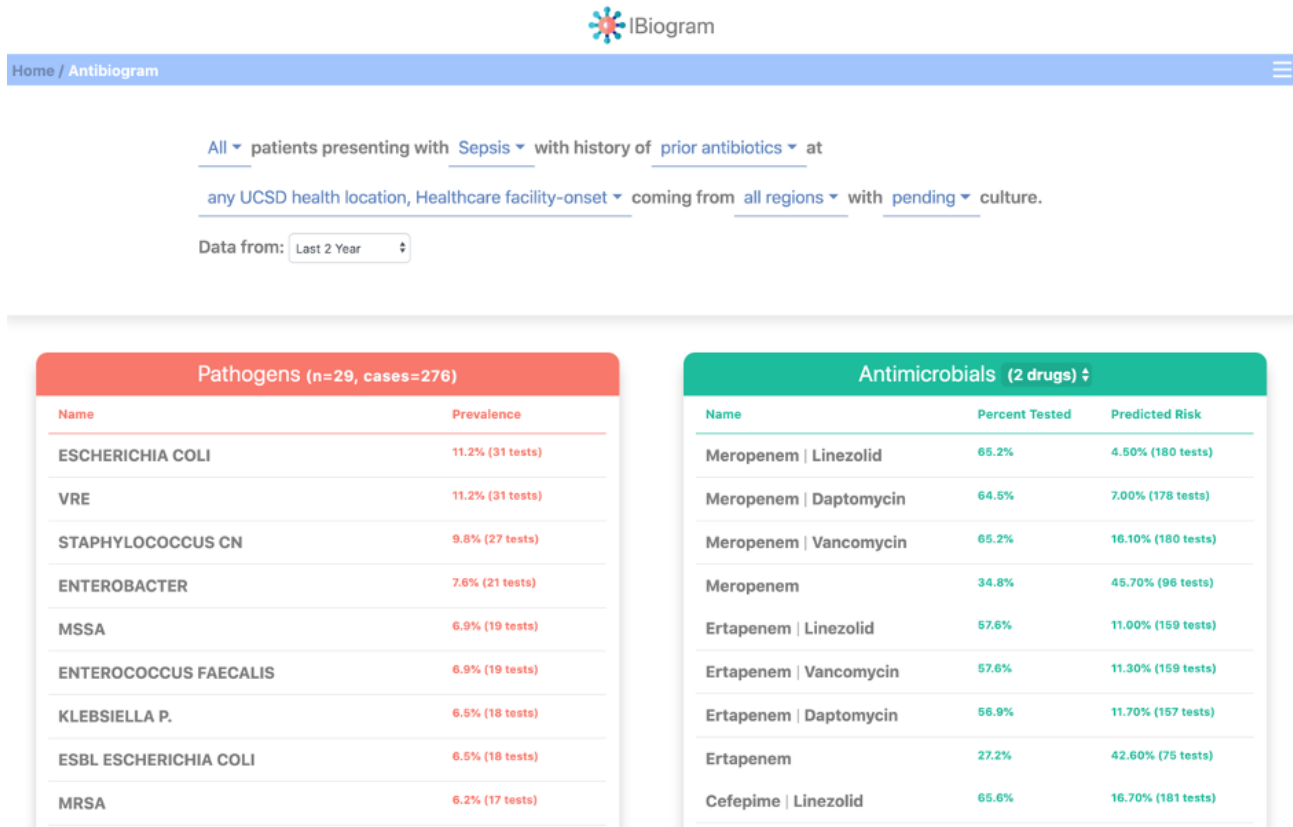 IBiogram
Home / Antibiogram
All patients presenting with Sepsis with history of prior antibiotics at
any UCSD health location, Healthcare facility-onset coming from all regions with pending culture.
Data from: Last 2 Year
Pathogens (n=29, cases=276)
Name Prevalence
ESCHERICHIA COLI 11.2% (31 tests)
VRE 11.2% (31 tests)
STAPHYLOCOCCUS CN 9.8% (27 tests)
ENTEROBACTER 7.6% (21 tests)
MSSA 6.9% (19 tests)
ENTEROCOCCUS FAECALIS 6.9% (19 tests)
KLEBSIELLA P. 6.5% (18 tests)
ESBL ESCHERICHIA COLI 6.5% (18 tests)
MRSA 6.2% (17 tests)
Antimicrobials (2 drugs)
Name Percent Tested Predicted Risk
Meropenem | Linezolid 65.2% 4.50% (180 tests)
Meropenem | Daptomycin 64.5% 7.00% (178 tests)
Meropenem | Vancomycin 65.2% 16.10% (180 tests)
Meropenem 34.8% 45.70% (96 tests)
Ertapenem | Linezolid 57.6% 11.00% (159 tests)
Ertapenem | Vancomycin 57.6% 11.30% (159 tests)
Ertapenem | Daptomycin 56.9% 11.70% (157 tests)
Ertapenem 27.2% 42.60% (75 tests)
Cefepime | Linezolid 65.6% 16.70% (181 tests)